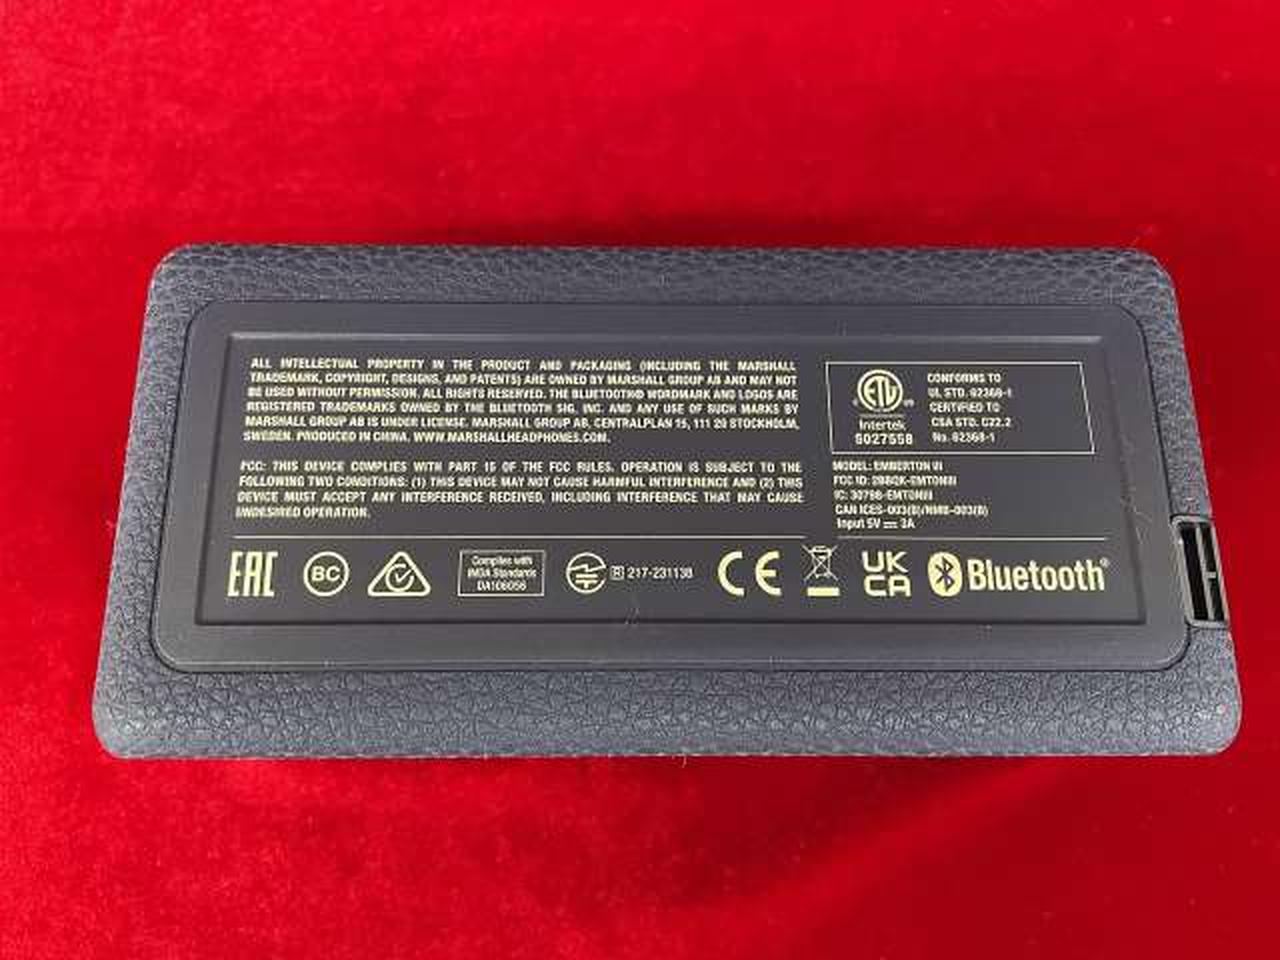 ALL INTELLECTUAL PROPERTY IN THE PRODUCT AND PACKAGING (INCLUDING THE MARSHALL
TRADEMARK, COPYRIGHT, DESIGNS, AND PATENTS) ARE OWNED BY MARSHALL GROUP AB AND MAY NOT
BE USED WITHOUT PERMISSION. ALL RIGHTS RESERVED. THE BLUETOOTH® WORDMARK AND LOGOS ARE
REGISTERED TRADEMARKS OWNED BY THE BLUETOOTH SIG, INC. AND ANY USE OF SUCH MARKS BY
MARSHALL GROUP AB IS UNDER LICENSE. MARSHALL GROUP AB, CENTRALPLAN 15, 111 20 STOCKHOLM,
SWEDEN. PRODUCED IN CHINA. WWW.MARSHALLHEADPHONES.COM.
FCC: THIS DEVICE COMPLIES WITH PART 15 OF THE FCC RULES. OPERATION IS SUBJECT TO THE
FOLLOWING TWO CONDITIONS: (1) THIS DEVICE MAY NOT CAUSE HARMFUL INTERFERENCE AND (2) THIS
DEVICE MUST ACCEPT ANY INTERFERENCE RECEIVED, INCLUDING INTERFERENCE THAT MAY CAUSE
UNDESIRED OPERATION.
ETL
Intertek
5027558
CONFORMS TO
UL STD. 62368-1
CERTIFIED TO
CSA STD. C22.2
No. 62368-1
MODEL: EMBERTON III
FCC ID:
IC: 30798-EMTONIII
CAN ICES-003(B)/NMB-003(B)
Input 5V ⎓ 3A
EAC
BC
Complies with
IMDA Standards
DA106056
R 217-231138
CE
UK
CA
Bluetooth®